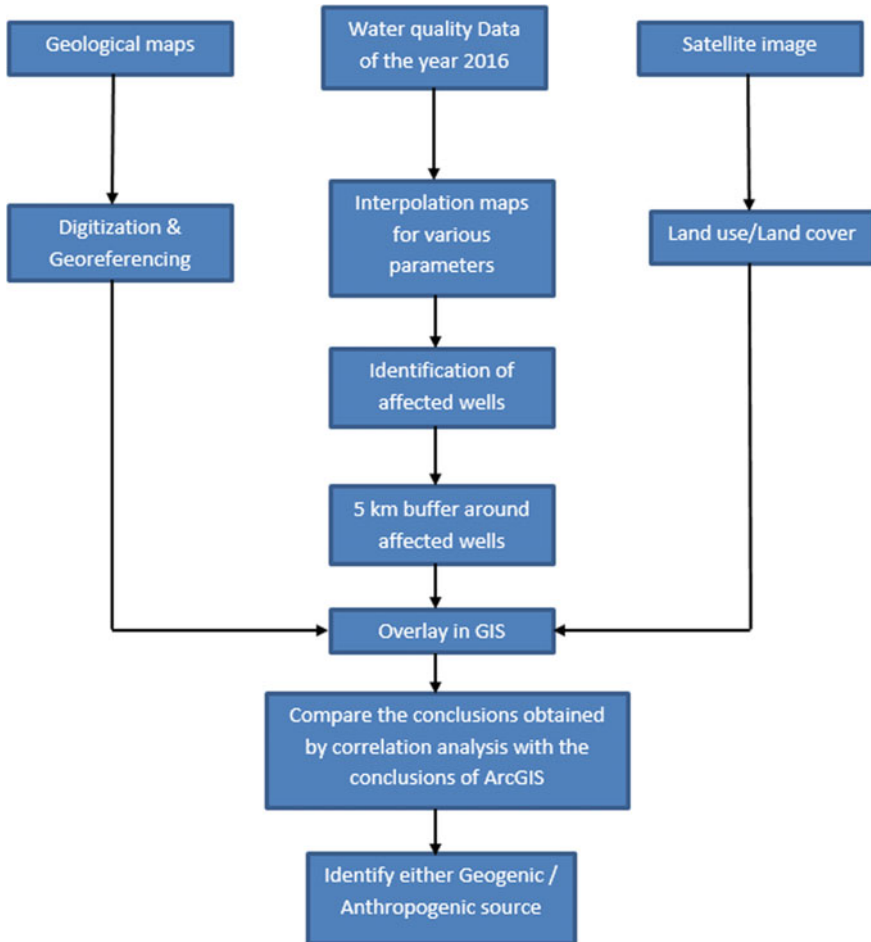 Geological maps
Water quality Data
of the year 2016
Satellite image
Digitization &
Georeferencing
Interpolation maps
for various
parameters
Land use/Land cover
Identification of
affected wells
5 km buffer around
affected wells
Overlay in GIS
Compare the conclusions obtained
by correlation analysis with the
conclusions of ArcGIS
Identify either Geogenic /
Anthropogenic source